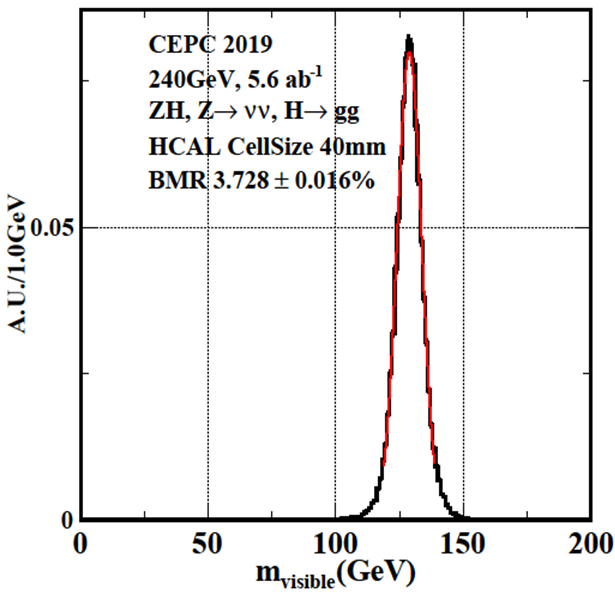 CEPC 2019
240GeV, 5.6 ab⁻¹
ZH, Z→ νν, H→ gg
HCAL CellSize 40mm
BMR 3.728 ± 0.016%
A.U./1.0GeV
0.05
0
0 50 100 150 200
m_visible(GeV)